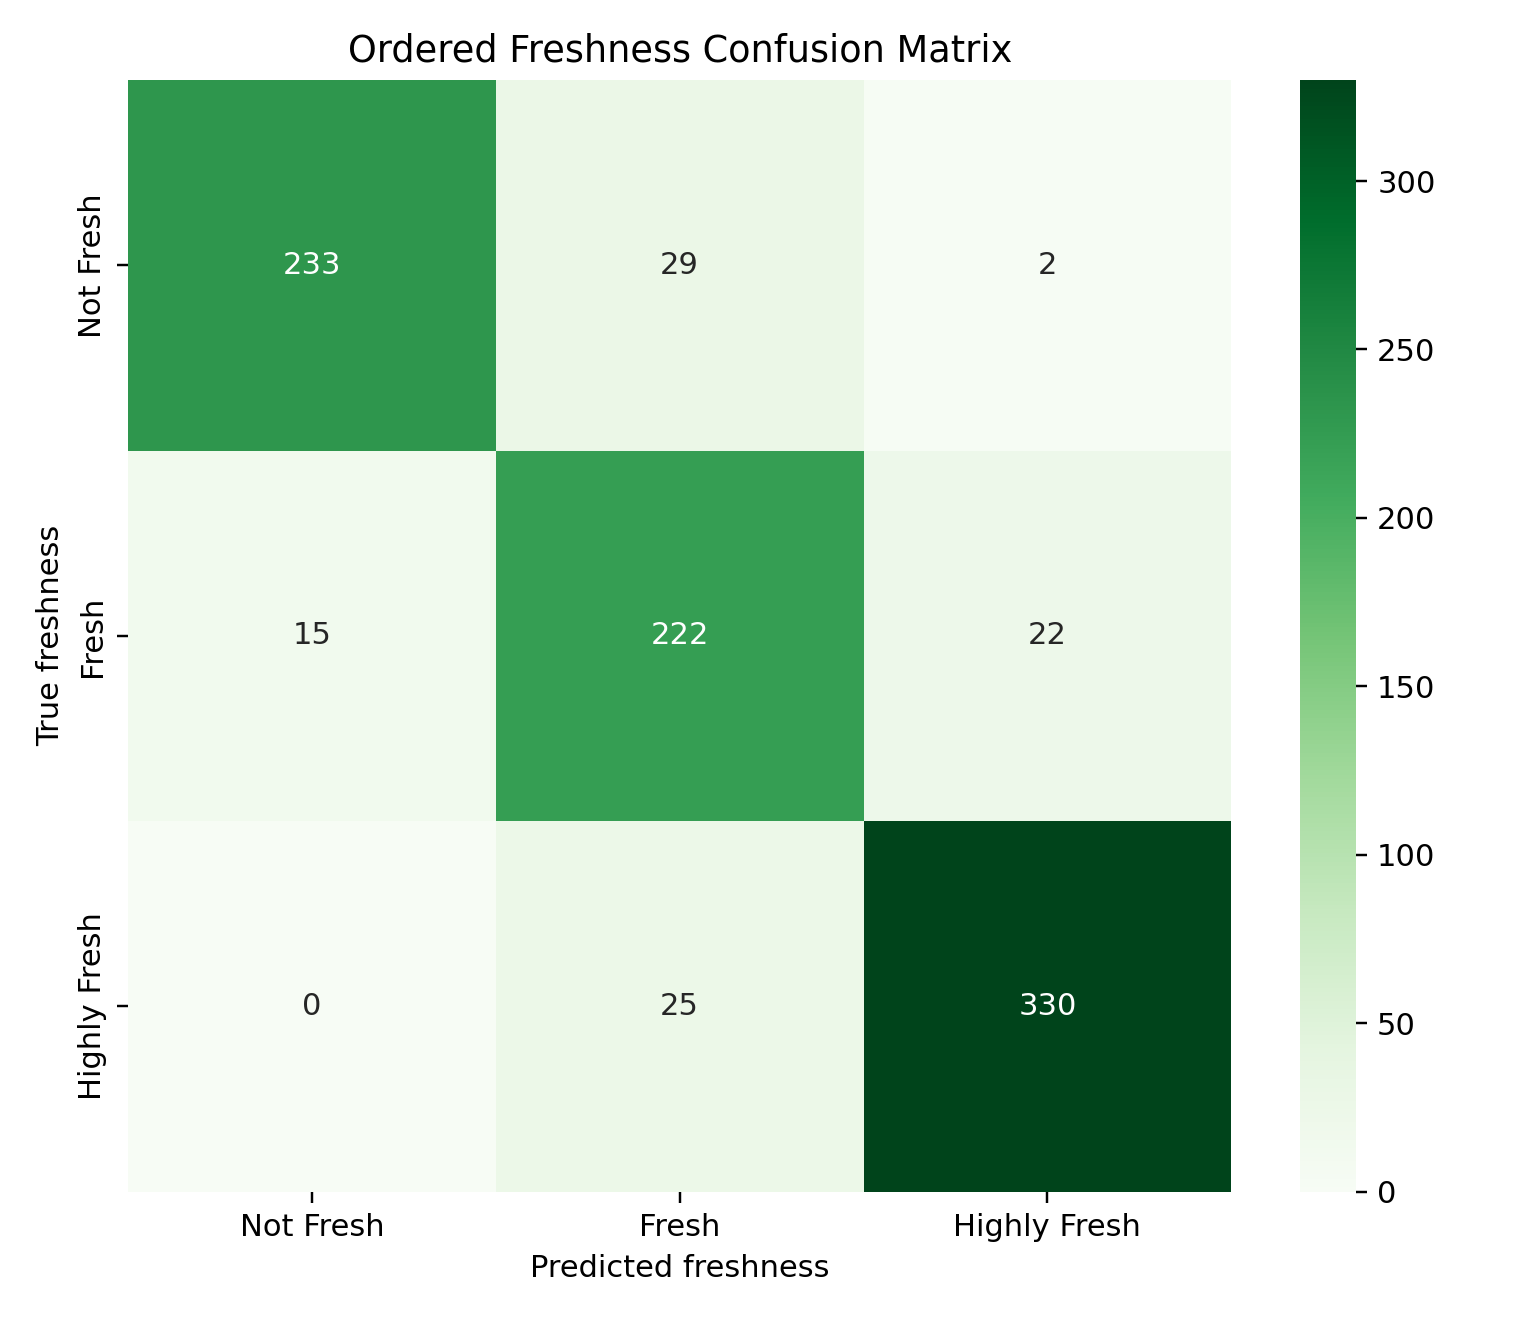 Ordered Freshness Confusion Matrix
True freshness
Not Fresh
Fresh
Highly Fresh
233 29 2
15 222 22
0 25 330
Not Fresh Fresh Highly Fresh
Predicted freshness
300
250
200
150
100
50
0